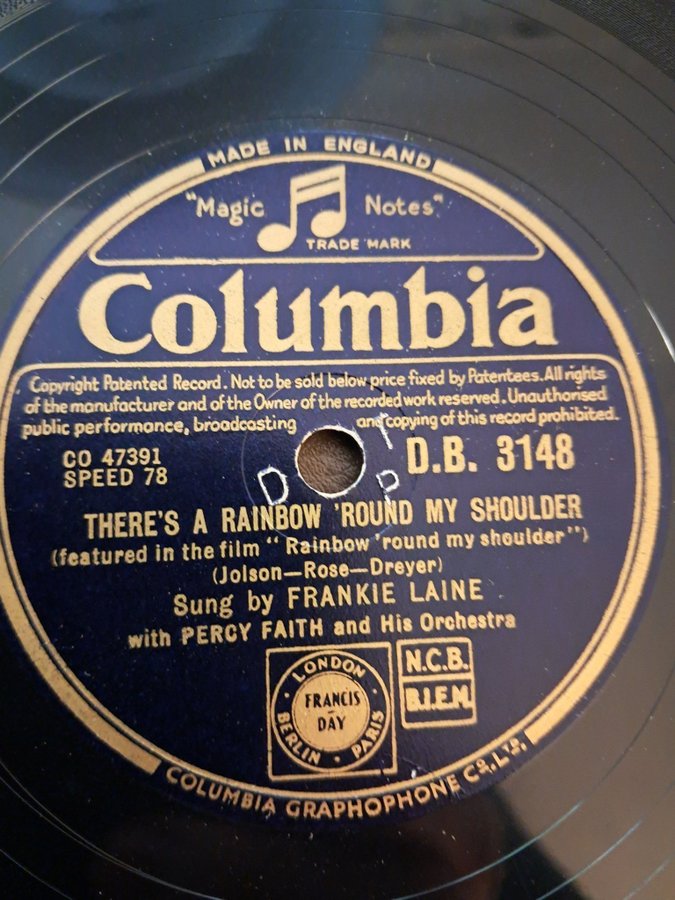 MADE IN ENGLAND
"Magic Notes"
TRADE MARK
Columbia
Copyright Patented Record. Not to be sold below price fixed by Patentees. All rights
of the manufacturer and of the Owner of the recorded work reserved. Unauthorised
public performance, broadcasting and copying of this record prohibited.
CO 47391
SPEED 78
D.B. 3148
THERE'S A RAINBOW 'ROUND MY SHOULDER
(featured in the film "Rainbow 'round my shoulder")
(Jolson—Rose—Dreyer)
Sung by FRANKIE LAINE
with PERCY FAITH and His Orchestra
LONDON
FRANCIS
DAY
BERLIN · PARIS
N.C.B.
B.I.E.M.
COLUMBIA GRAPHOPHONE CO. LTD.